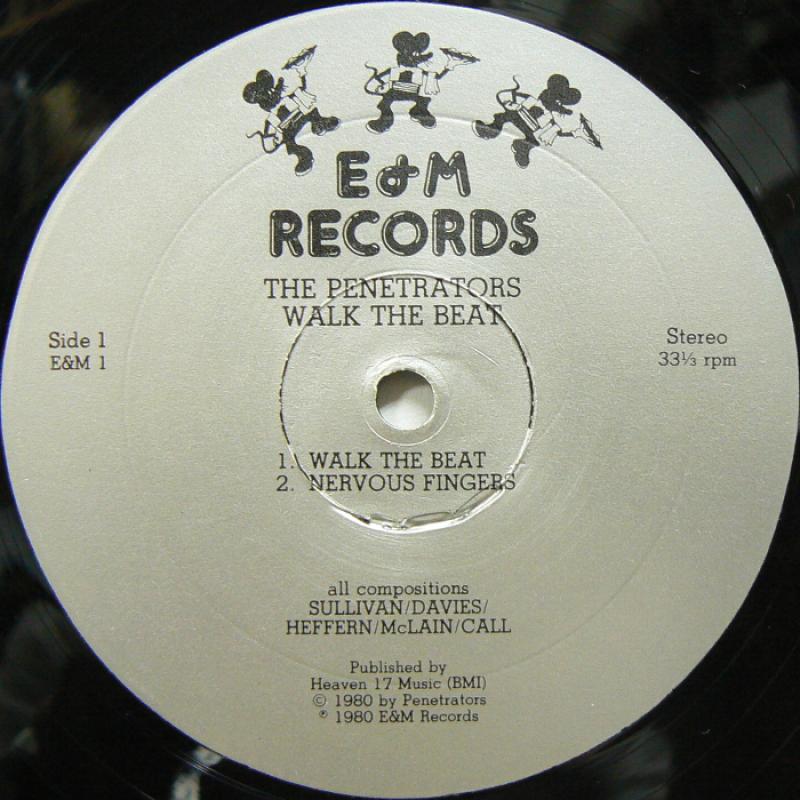 E&M
RECORDS
THE PENETRATORS
WALK THE BEAT
Side 1
E&M 1
Stereo
33⅓ rpm
1. WALK THE BEAT
2. NERVOUS FINGERS
all compositions
SULLIVAN/DAVIES/
HEFFERN/McLAIN/CALL
Published by
Heaven 17 Music (BMI)
© 1980 by Penetrators
℗ 1980 E&M Records